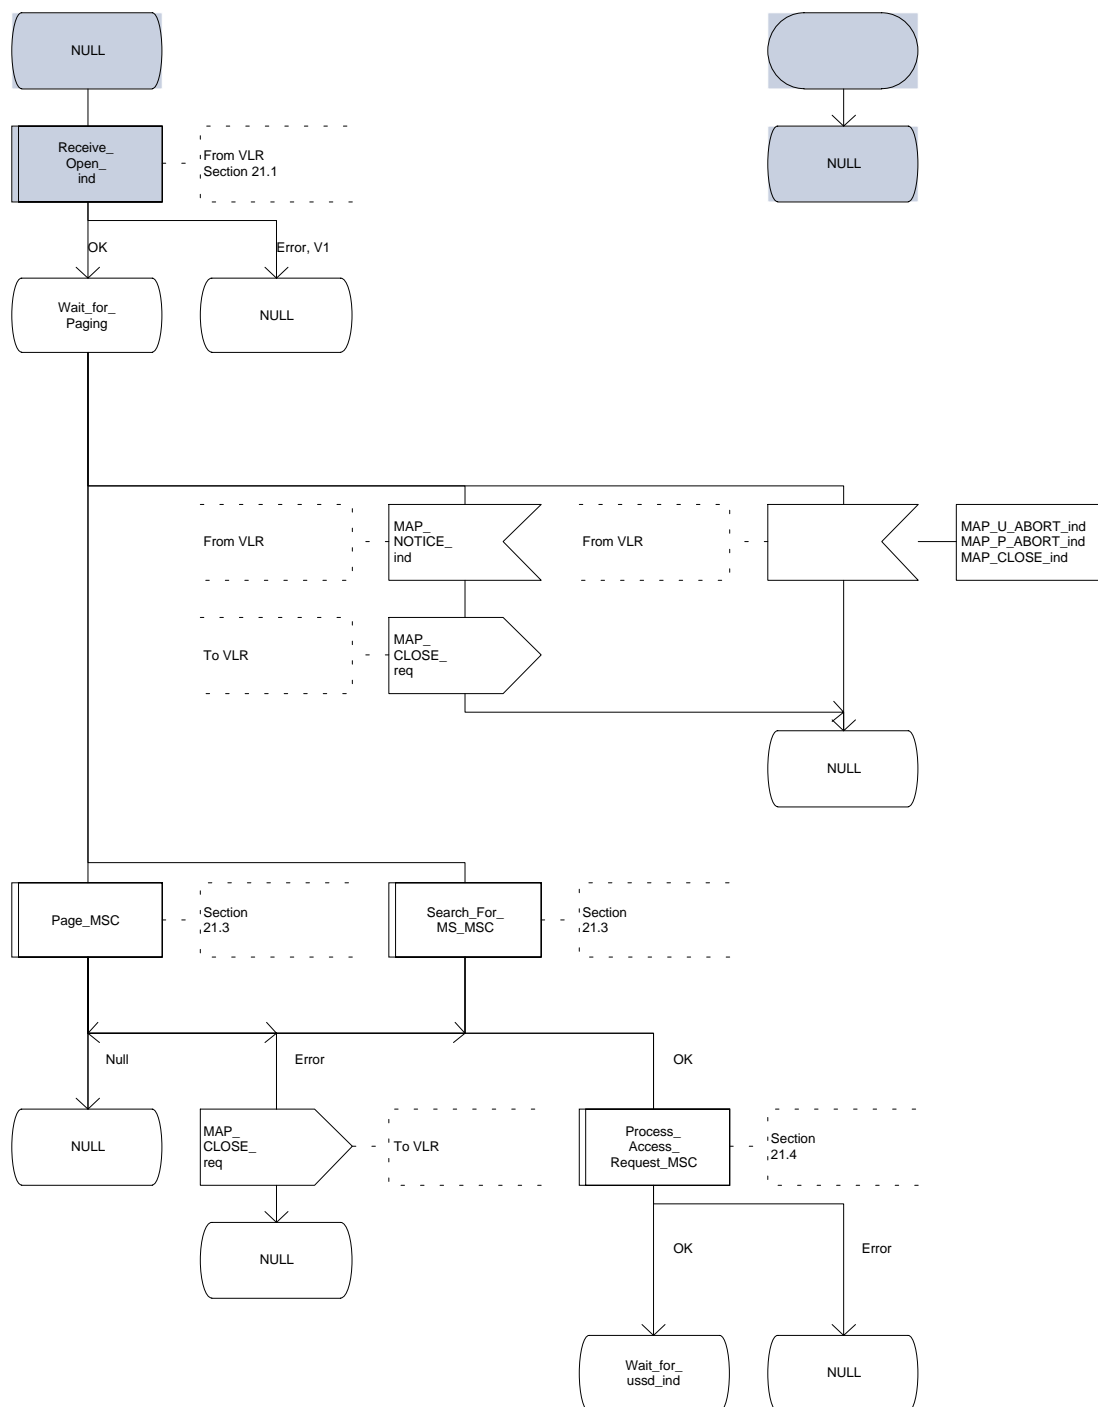 NULL
Receive_
Open_
ind
From VLR
Section 21.1
NULL
OK
Error, V1
Wait_for_
Paging
NULL
From VLR
MAP_
NOTICE_
ind
From VLR
MAP_U_ABORT_ind
MAP_P_ABORT_ind
MAP_CLOSE_ind
To VLR
MAP_
CLOSE_
req
NULL
Page_MSC
Section
21.3
Search_For_
MS_MSC
Section
21.3
Null
Error
OK
NULL
MAP_
CLOSE_
req
To VLR
Process_
Access_
Request_MSC
Section
21.4
NULL
OK
Error
Wait_for_
ussd_ind
NULL